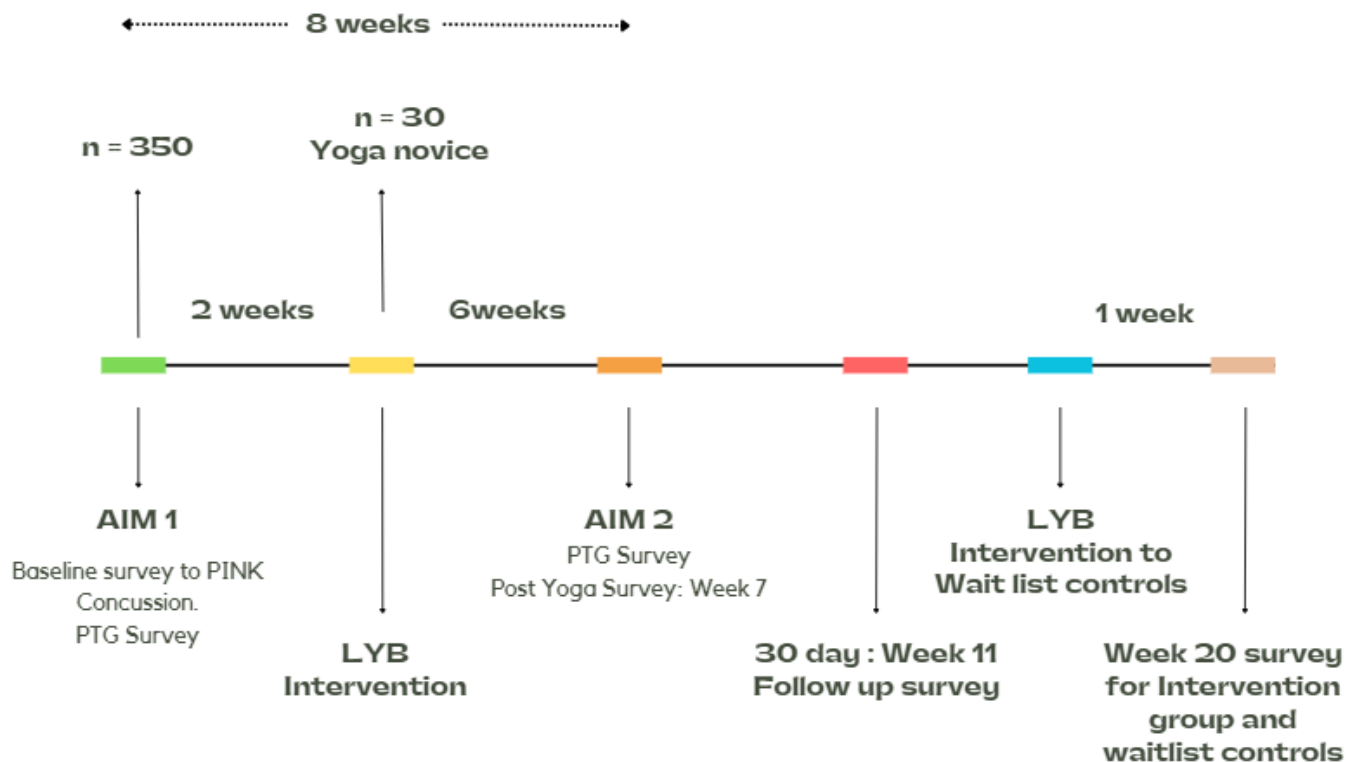 8 weeks
n = 350
n = 30
Yoga novice
2 weeks
6weeks
1 week
AIM 1
Baseline survey to PINK
Concussion.
PTG Survey
LYB
Intervention
AIM 2
PTG Survey
Post Yoga Survey: Week 7
30 day : Week 11
Follow up survey
LYB
Intervention to
Wait list controls
Week 20 survey
for Intervention
group and
waitlist controls